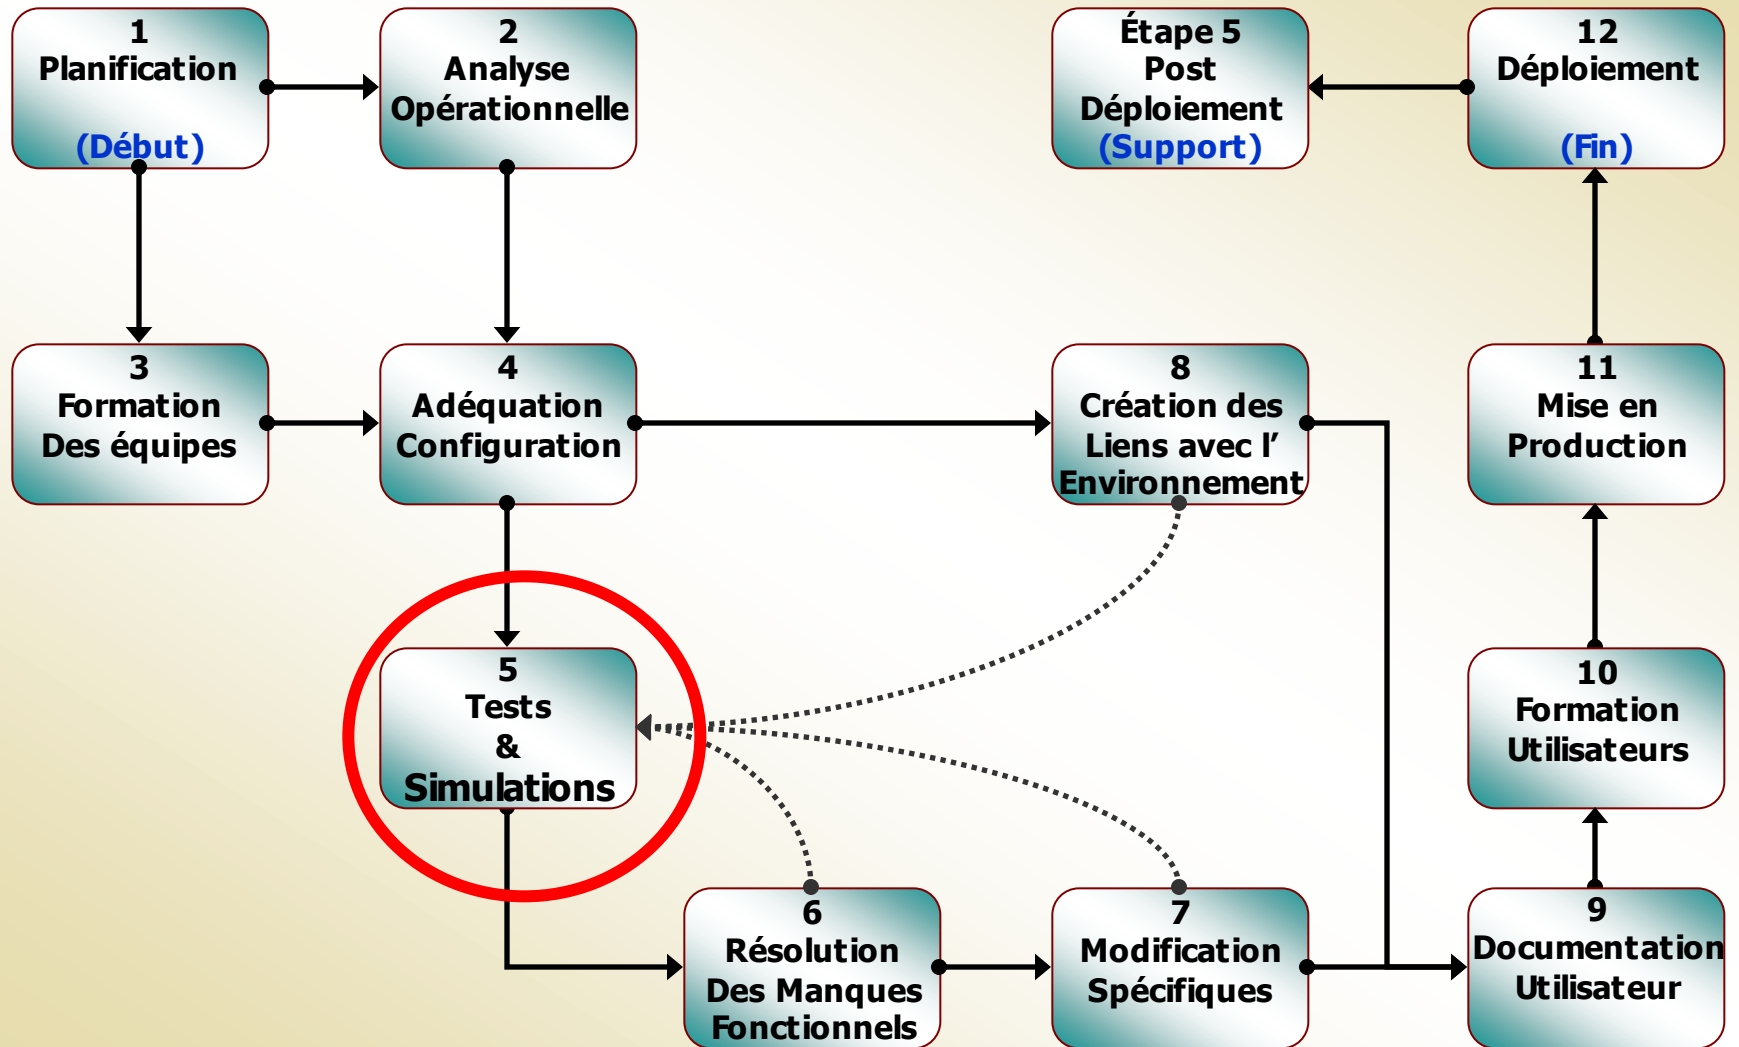 1
Planification
(Début)
2
Analyse
Opérationnelle
Étape 5
Post
Déploiement
(Support)
12
Déploiement
(Fin)
3
Formation
Des équipes
4
Adéquation
Configuration
8
Création des
Liens avec l’
Environnement
11
Mise en
Production
5
Tests
&
Simulations
10
Formation
Utilisateurs
6
Résolution
Des Manques
Fonctionnels
7
Modification
Spécifiques
9
Documentation
Utilisateur